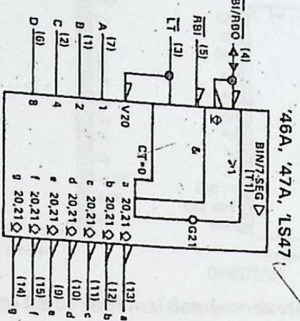 '46A, '47A, 'LS47
BIN/7-SEG ▷
[T1]
BI/RBO (4)
RBI (5)
LT (3)
≥1
&
CT=0
V20
G21
A (7)
B (1)
C (2)
D (6)
1
2
4
8
a 20,21 (13) a
b 20,21 (12) b
c 20,21 (11) c
d 20,21 (10) d
e 20,21 (9) e
f 20,21 (15) f
g 20,21 (14) g